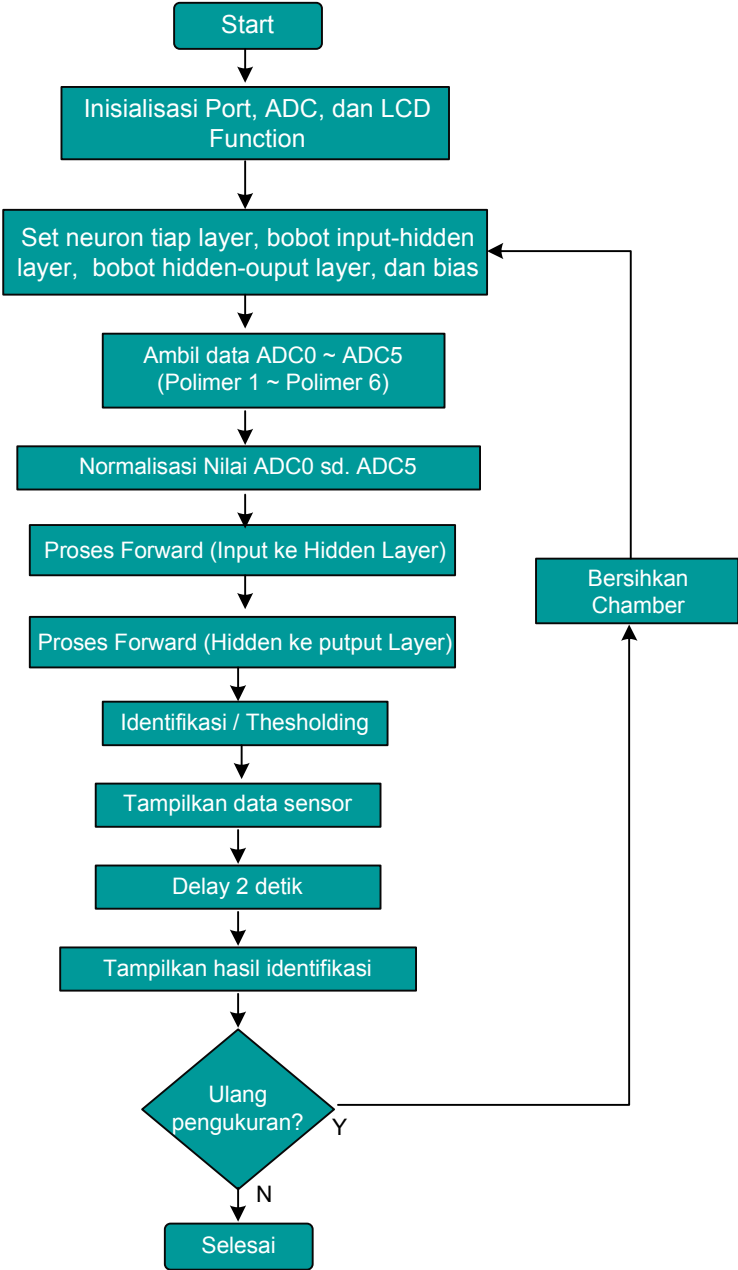 Start
Inisialisasi Port, ADC, dan LCD
Function
Set neuron tiap layer, bobot input-hidden
layer, bobot hidden-ouput layer, dan bias
Ambil data ADC0 ~ ADC5
(Polimer 1 ~ Polimer 6)
Normalisasi Nilai ADC0 sd. ADC5
Proses Forward (Input ke Hidden Layer)
Bersihkan
Chamber
Proses Forward (Hidden ke putput Layer)
Identifikasi / Thesholding
Tampilkan data sensor
Delay 2 detik
Tampilkan hasil identifikasi
Ulang
pengukuran?
Y
N
Selesai